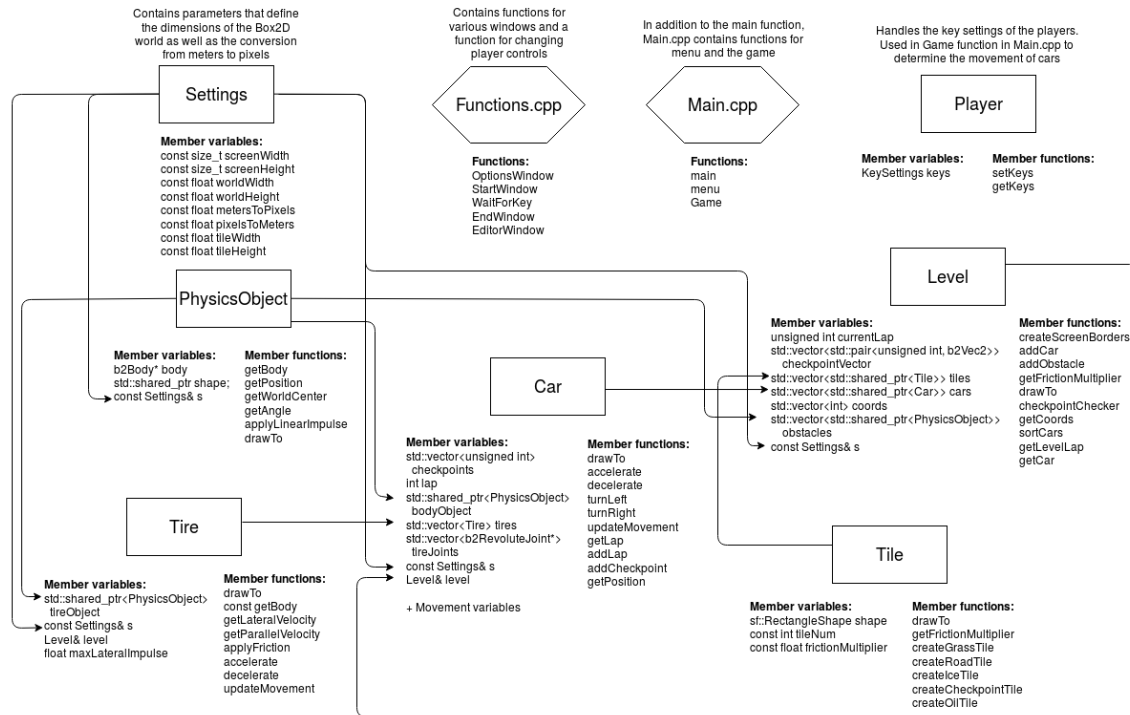 Contains parameters that define
the dimensions of the Box2D
world as well as the conversion
from meters to pixels
Settings
Member variables:
const size_t screenWidth
const size_t screenHeight
const float worldWidth
const float worldHeight
const float metersToPixels
const float pixelsToMeters
const float tileWidth
const float tileHeight
Contains functions for
various windows and a
function for changing
player controls
Functions.cpp
Functions:
OptionsWindow
StartWindow
WaitForKey
EndWindow
EditorWindow
In addition to the main function,
Main.cpp contains functions for
menu and the game
Main.cpp
Functions:
main
menu
Game
Handles the key settings of the players.
Used in Game function in Main.cpp to
determine the movement of cars
Player
Member variables:
KeySettings keys
Member functions:
setKeys
getKeys
PhysicsObject
Member variables:
b2Body* body
std::shared_ptr shape;
const Settings& s
Member functions:
getBody
getPosition
getWorldCenter
getAngle
applyLinearImpulse
drawTo
Level
Member variables:
unsigned int currentLap
std::vector<std::pair<unsigned int, b2Vec2>>
checkpointVector
std::vector<std::shared_ptr<Tile>> tiles
std::vector<std::shared_ptr<Car>> cars
std::vector<int> coords
std::vector<std::shared_ptr<PhysicsObject>>
obstacles
const Settings& s
Member functions:
createScreenBorders
addCar
addObstacle
getFrictionMultiplier
drawTo
checkpointChecker
getCoords
sortCars
getLevelLap
getCar
Car
Member variables:
std::vector<unsigned int>
checkpoints
int lap
std::shared_ptr<PhysicsObject>
bodyObject
std::vector<Tire> tires
std::vector<b2RevoluteJoint*>
tireJoints
const Settings& s
Level& level
+ Movement variables
Member functions:
drawTo
accelerate
decelerate
turnLeft
turnRight
updateMovement
getLap
addLap
addCheckpoint
getPosition
Tire
Member variables:
std::shared_ptr<PhysicsObject>
tireObject
const Settings& s
Level& level
float maxLateralImpulse
Member functions:
drawTo
const getBody
getLateralVelocity
getParallelVelocity
applyFriction
accelerate
decelerate
updateMovement
Tile
Member variables:
sf::RectangleShape shape
const int tileNum
const float frictionMultiplier
Member functions:
drawTo
getFrictionMultiplier
createGrassTile
createRoadTile
createIceTile
createCheckpointTile
createOilTile